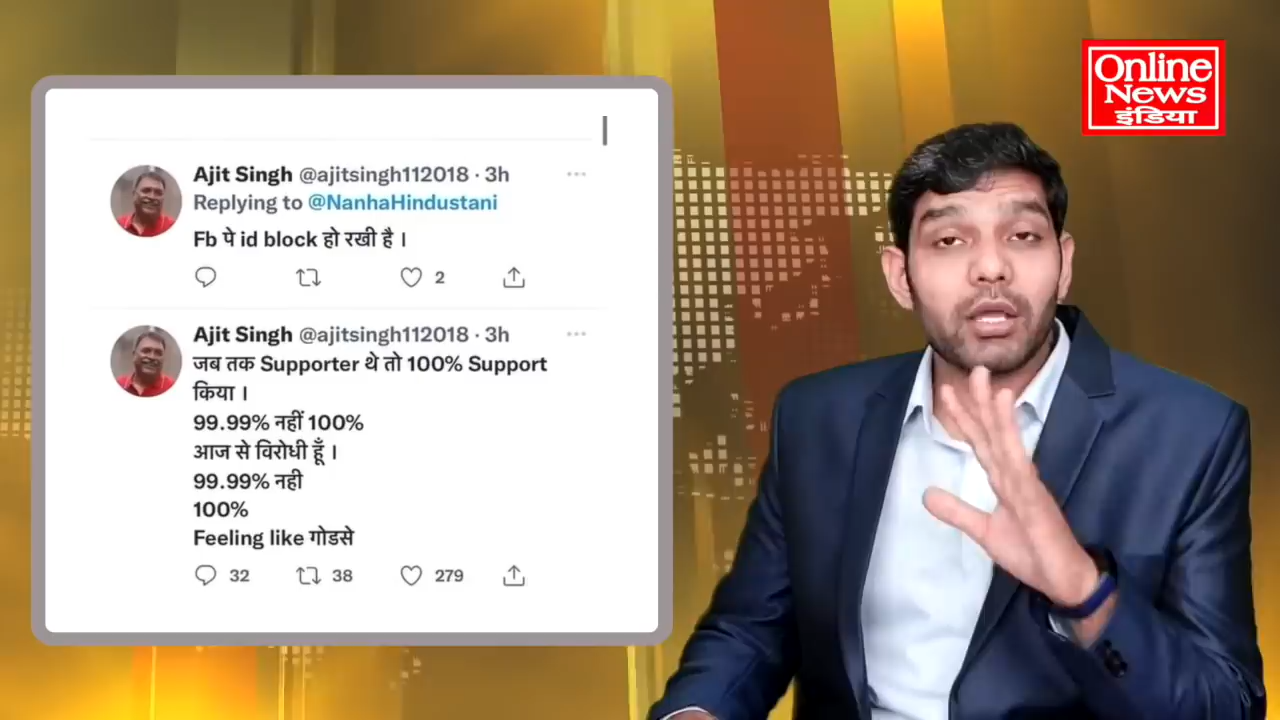 Online
News
इंडिया
Ajit Singh @ajitsingh112018 · 3h
Replying to @NanhaHindustani
Fb पे id block हो रखी है ।
2
Ajit Singh @ajitsingh112018 · 3h
जब तक Supporter थे तो 100% Support
किया ।
99.99% नहीं 100%
आज से विरोधी हूँ ।
99.99% नही
100%
Feeling like गोडसे
32 38 279